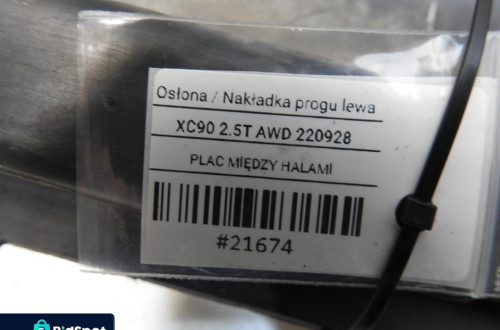 Osłona / Nakładka progu lewa
XC90 2.5T AWD 220928
PLAC MIĘDZY HALAMI
#21674